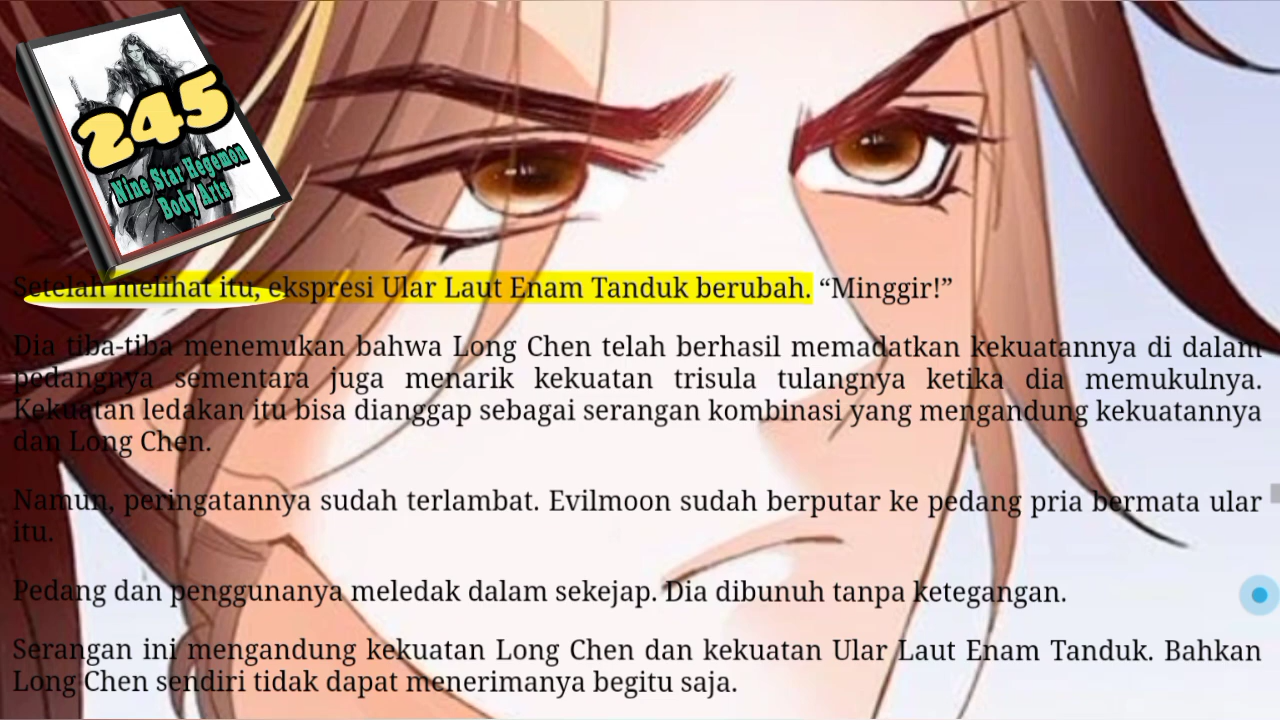 245
Nine Star Hegemon
Body Arts
Setelah melihat itu, ekspresi Ular Laut Enam Tanduk berubah. “Minggir!”
Dia tiba-tiba menemukan bahwa Long Chen telah berhasil memadatkan kekuatannya di dalam
pedangnya sementara juga menarik kekuatan trisula tulangnya ketika dia memukulnya.
Kekuatan ledakan itu bisa dianggap sebagai serangan kombinasi yang mengandung kekuatannya
dan Long Chen.
Namun, peringatannya sudah terlambat. Evilmoon sudah berputar ke pedang pria bermata ular
itu.
Pedang dan penggunanya meledak dalam sekejap. Dia dibunuh tanpa ketegangan.
Serangan ini mengandung kekuatan Long Chen dan kekuatan Ular Laut Enam Tanduk. Bahkan
Long Chen sendiri tidak dapat menerimanya begitu saja.